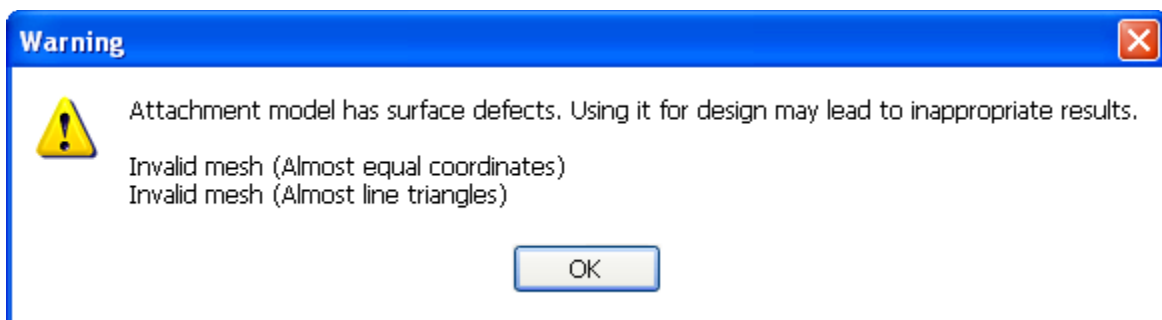 Warning
Attachment model has surface defects. Using it for design may lead to inappropriate results.
Invalid mesh (Almost equal coordinates)
Invalid mesh (Almost line triangles)
OK